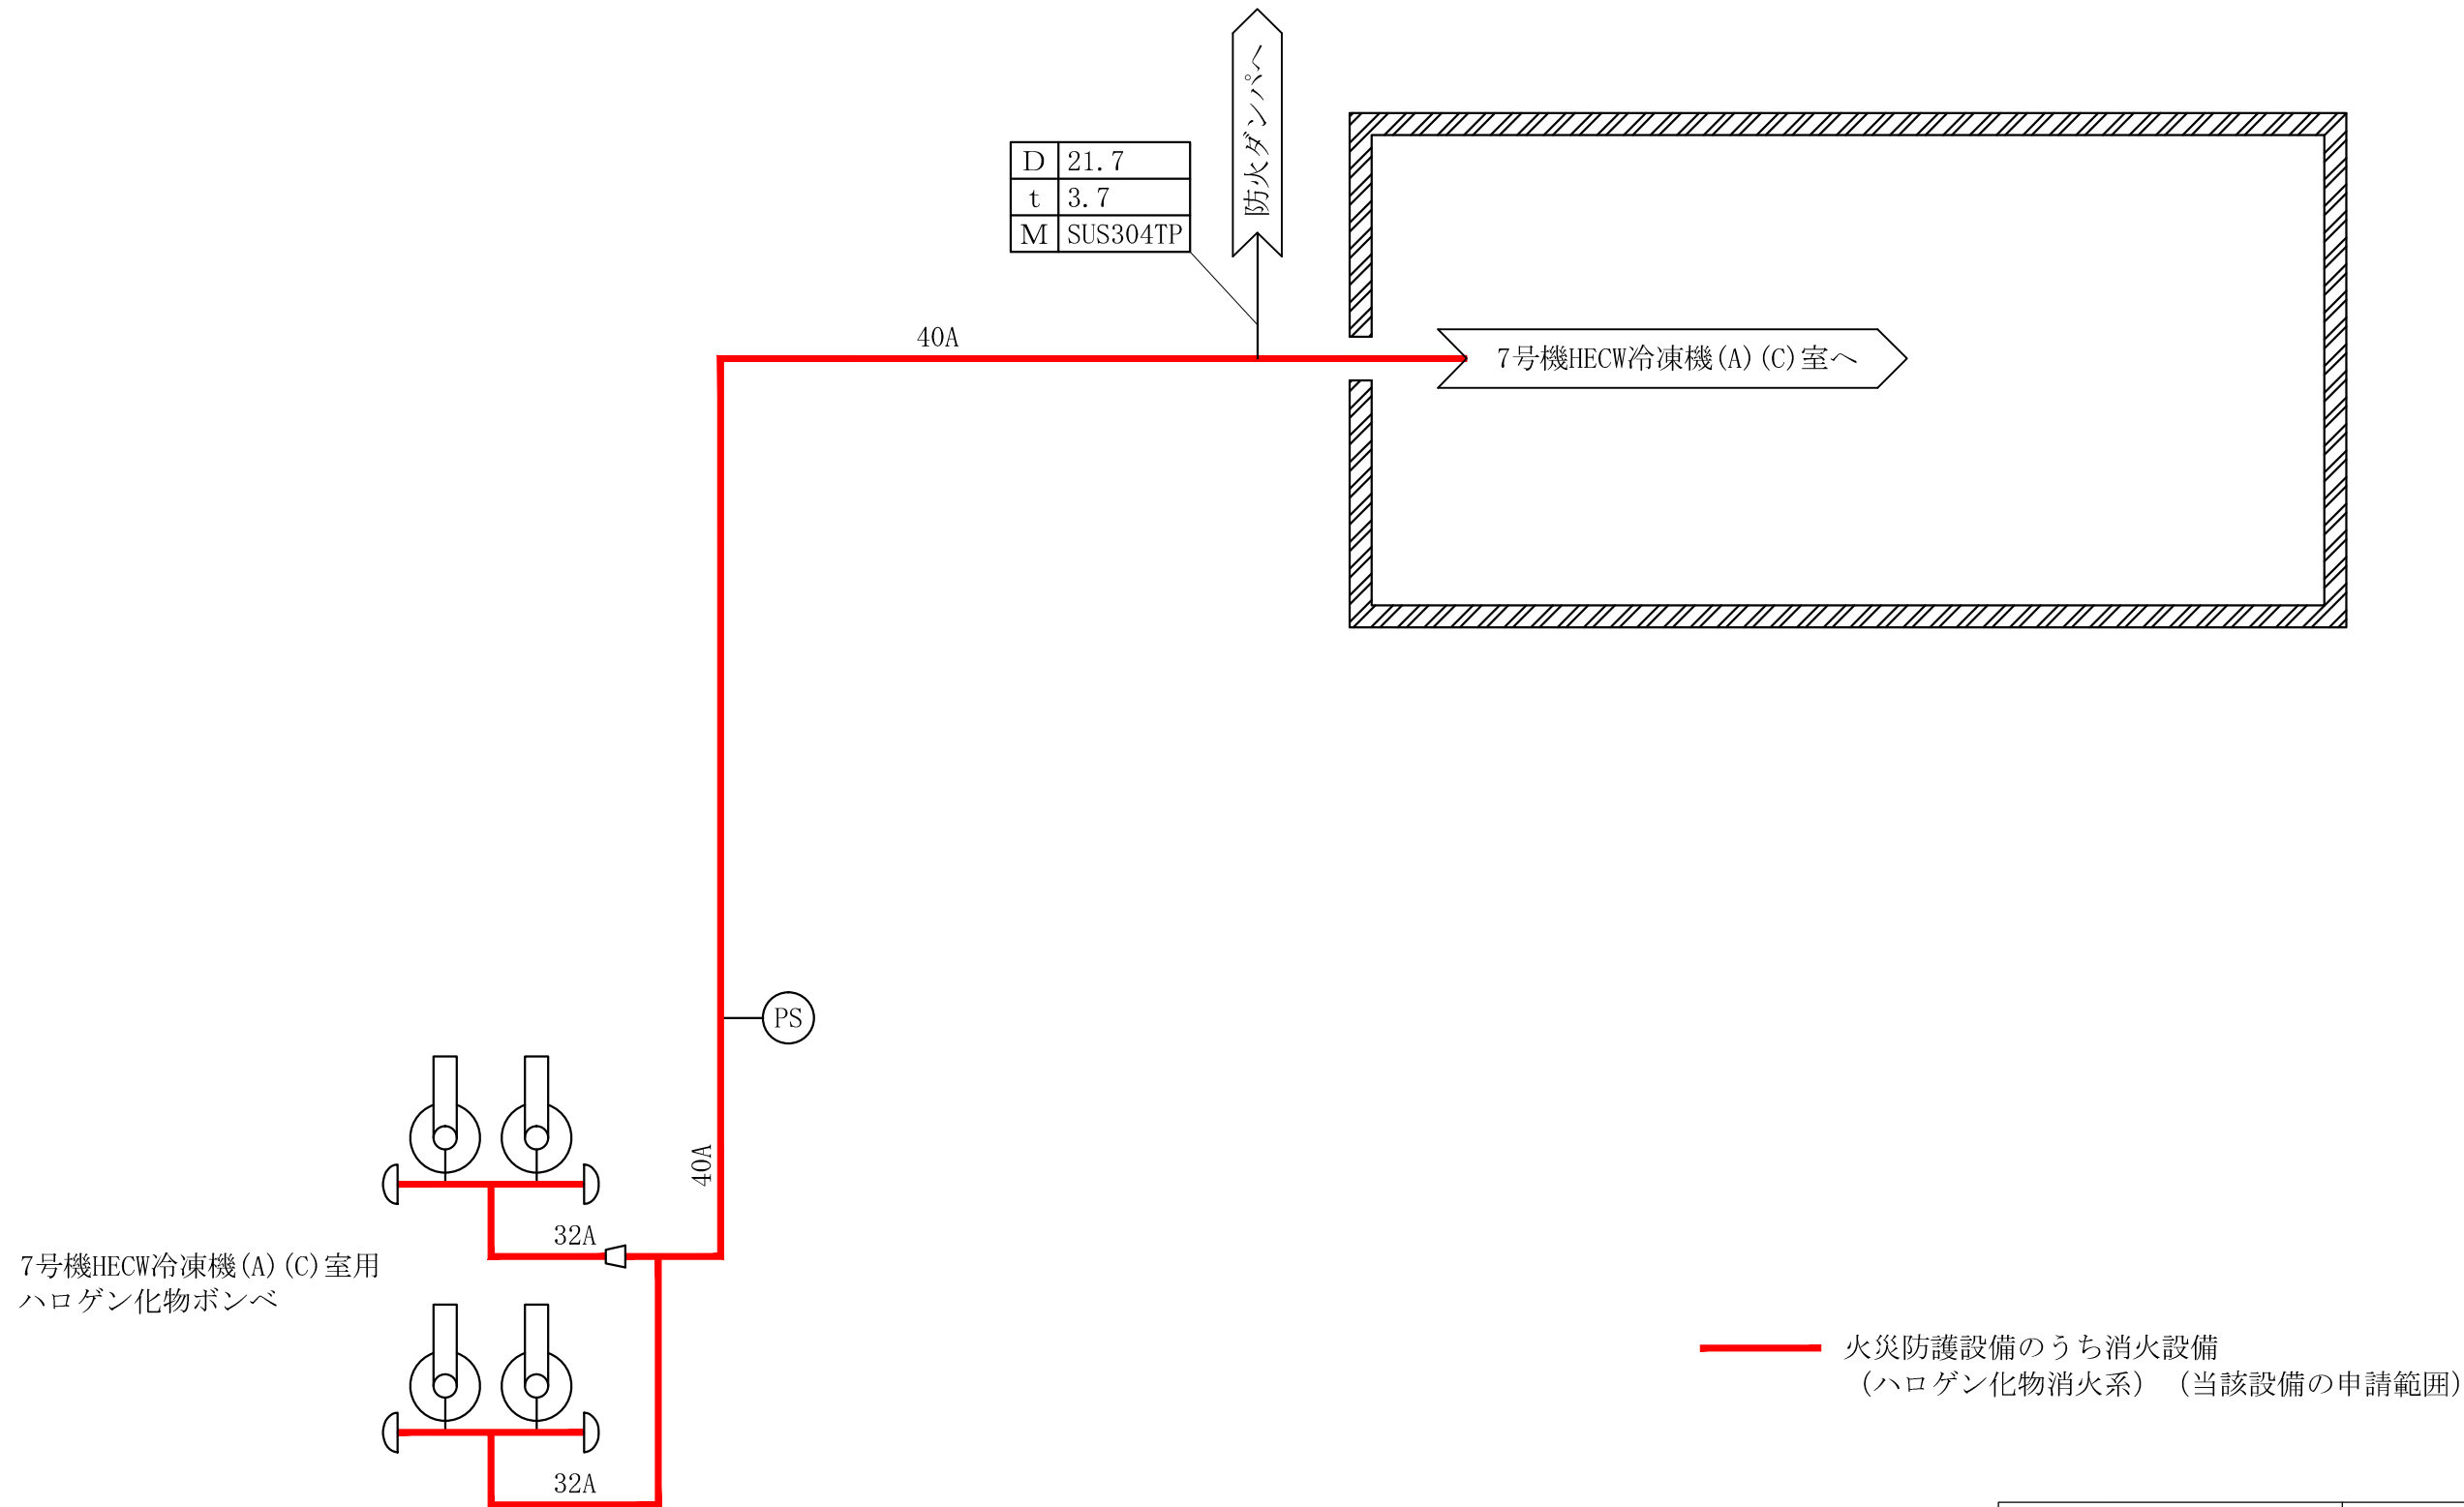 防火ダンパへ
D 21.7
t 3.7
M SUS304TP
40A
7号機HECW冷凍機(A)(C)室へ
PS
40A
32A
7号機HECW冷凍機(A)(C)室用
ハロゲン化物ボンベ
火災防護設備のうち消火設備
(ハロゲン化物消火系)(当該設備の申請範囲)
32A